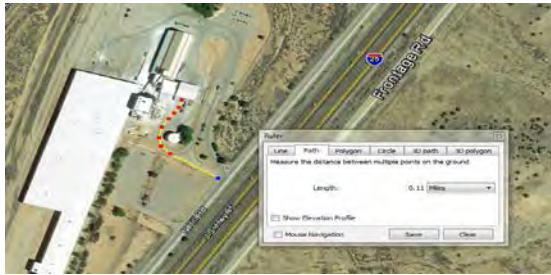 25
Frontage Rd
Ruler
Line Path Polygon Circle 3D path 3D polygon
Measure the distance between multiple points on the ground
Length: 0.11 Miles
Show Elevation Profile
Mouse Navigation Save Clear